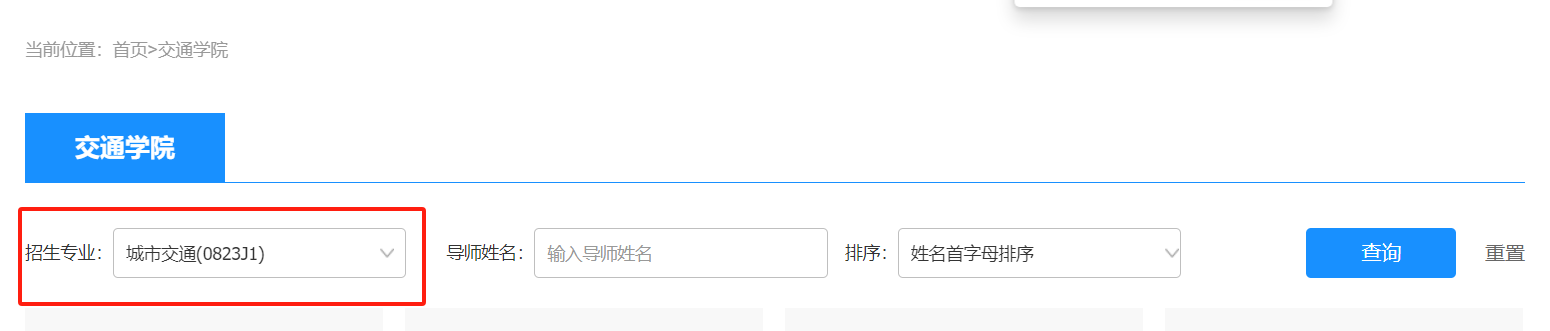 当前位置：首页>交通学院
交通学院
招生专业：城市交通(0823J1) 导师姓名：输入导师姓名 排序：姓名首字母排序 查询 重置